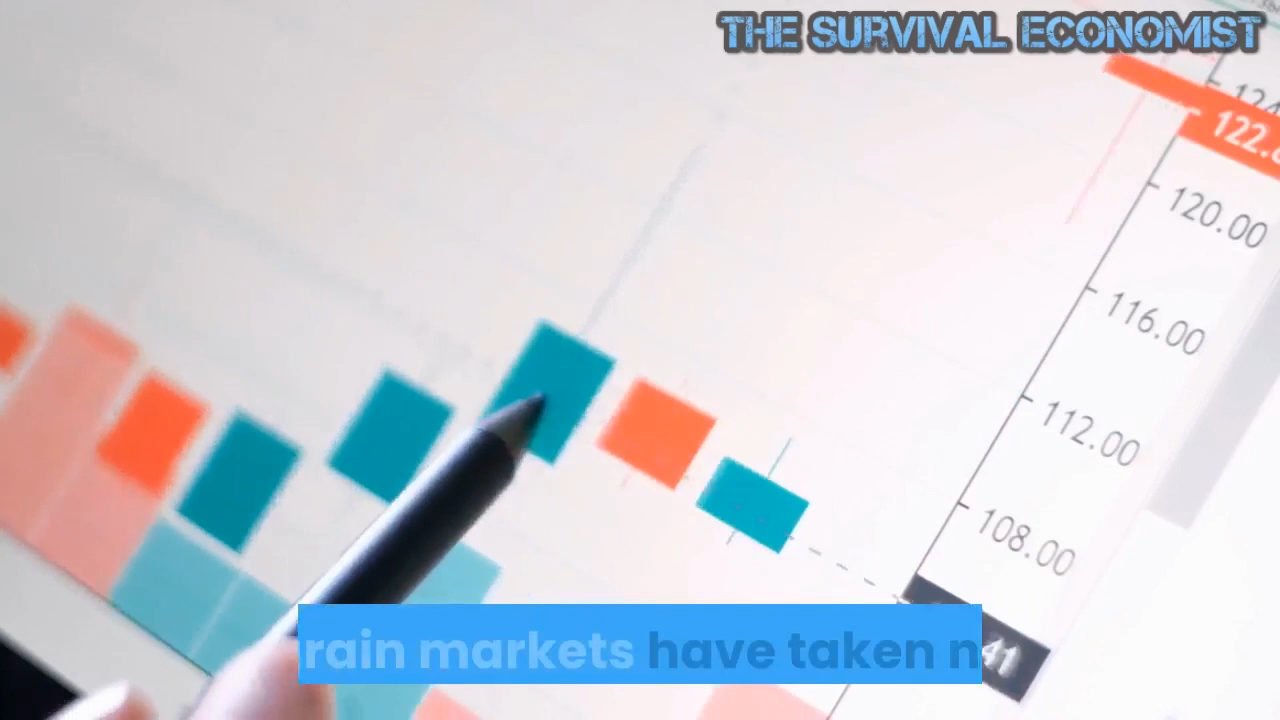 THE SURVIVAL ECONOMIST
120.00
116.00
112.00
108.00
rain markets have taken n